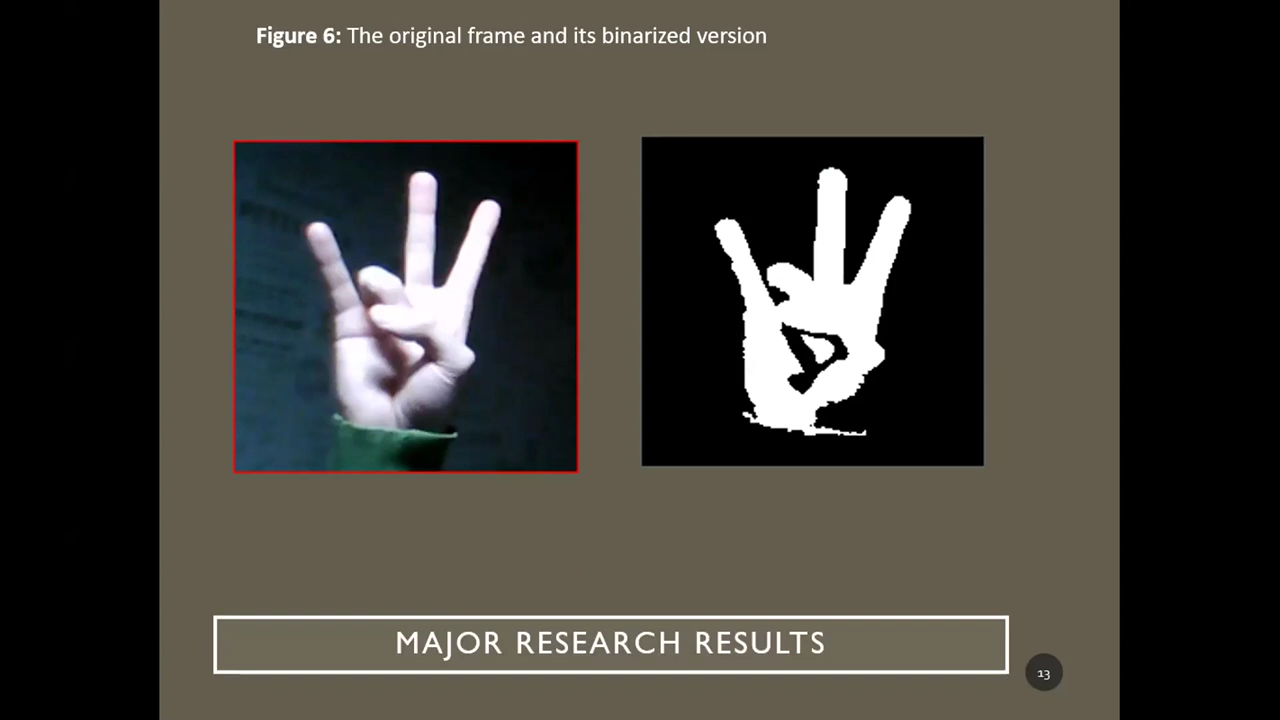 Figure 6: The original frame and its binarized version
MAJOR RESEARCH RESULTS
13